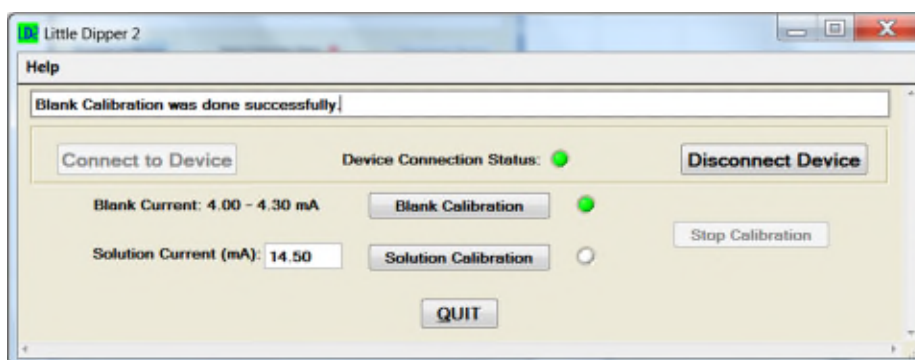 Little Dipper 2
Help
Blank Calibration was done successfully.
Connect to Device Device Connection Status: Disconnect Device
Blank Current: 4.00 - 4.30 mA Blank Calibration
Stop Calibration
Solution Current (mA): 14.50 Solution Calibration
QUIT